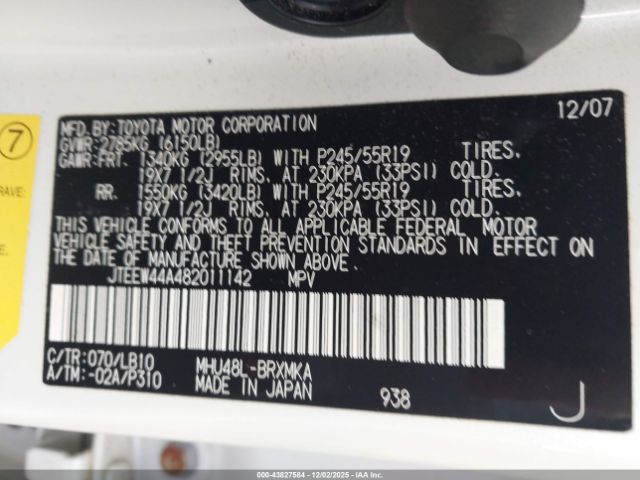 7
RAVE:
MFD.BY:TOYOTA MOTOR CORPORATION 12/07
GVWR:2785KG (6150LB)
GAWR:FRT. 1340KG (2955LB) WITH P245/55R19 TIRES.
19X7 1/2J RIMS, AT 230KPA (33PSI) COLD.
RR. 1550KG (3420LB) WITH P245/55R19 TIRES.
19X7 1/2J RIMS, AT 230KPA (33PSI) COLD.
THIS VEHICLE CONFORMS TO ALL APPLICABLE FEDERAL MOTOR
VEHICLE SAFETY AND THEFT PREVENTION STANDARDS IN EFFECT ON
THE DATE OF MANUFACTURE SHOWN ABOVE.
JTEEW44A482011142 MPV
C/TR:070/LB10 MHU48L-BRXMKA
A/TM:-02A/P310 MADE IN JAPAN 938 J
000-43827584 | 12/02/2025 - PUBLIC -